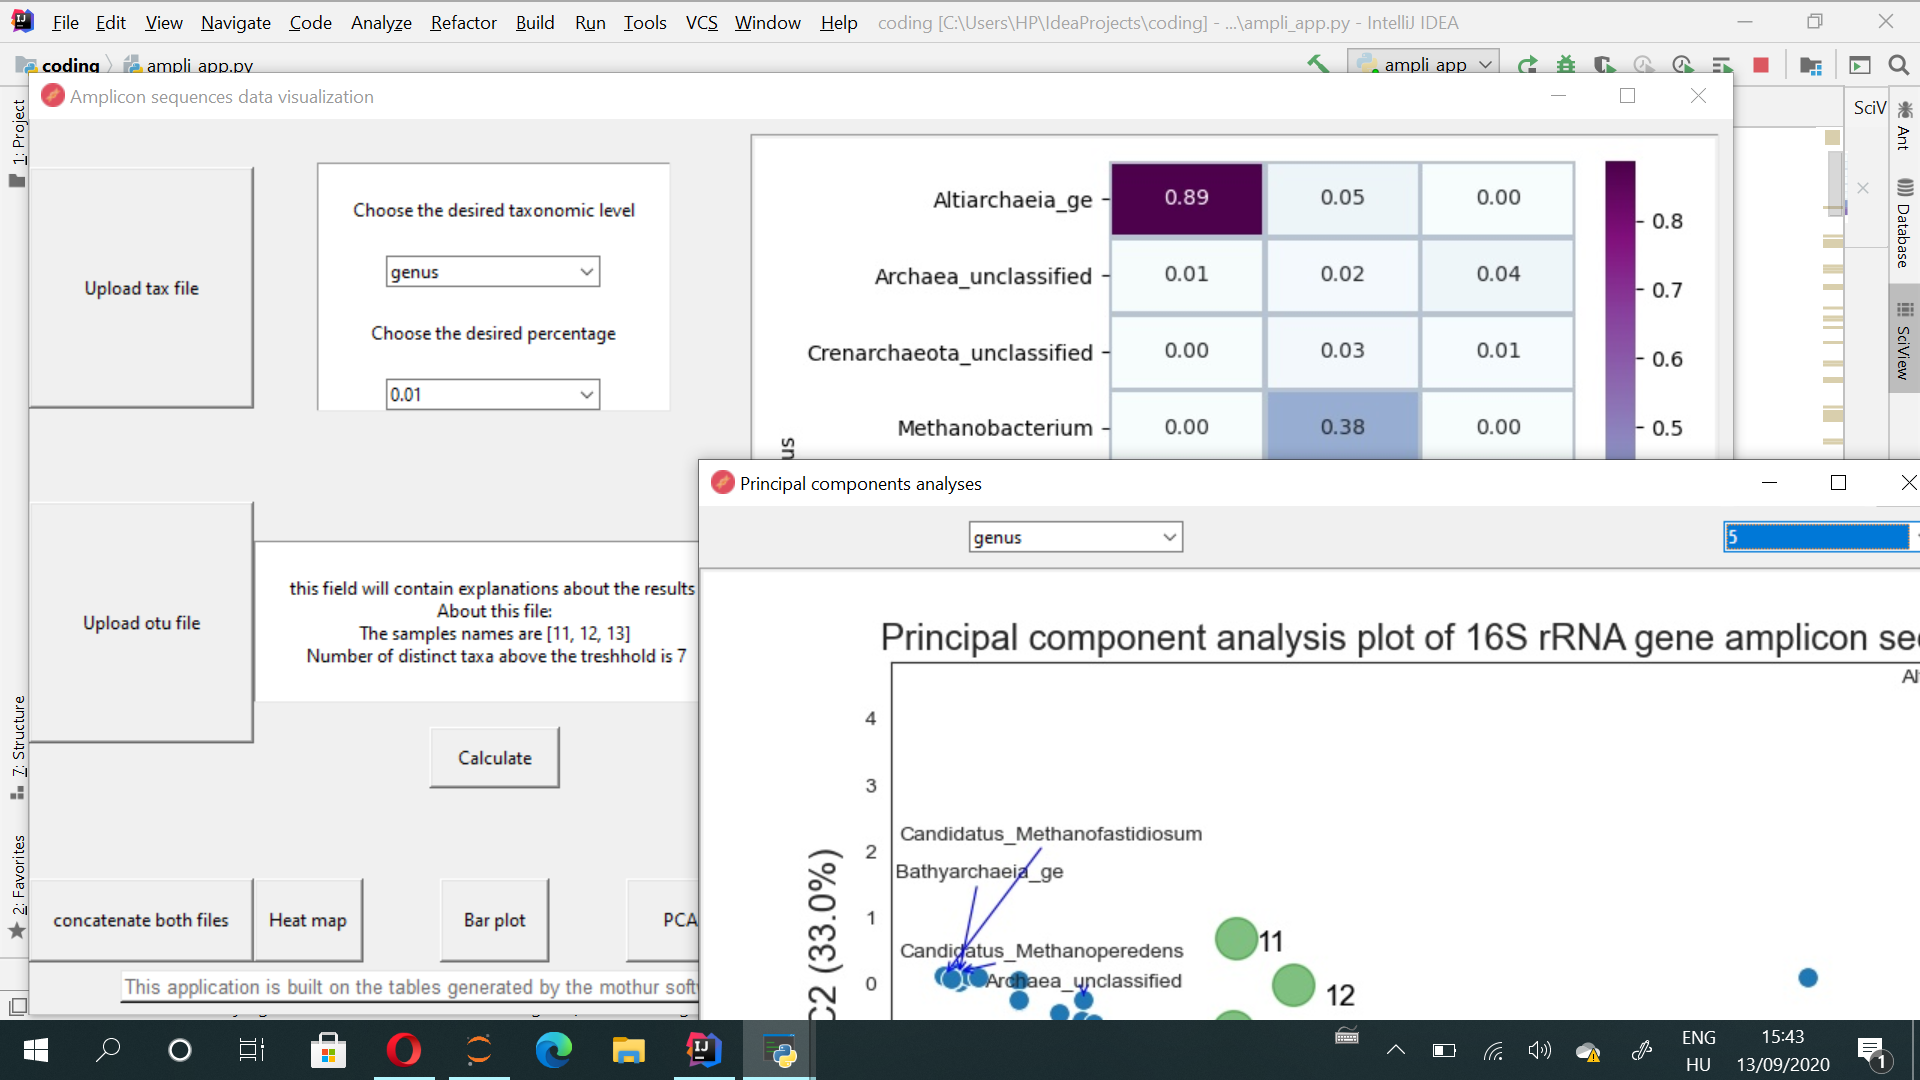 File Edit View Navigate Code Analyze Refactor Build Run Tools VCS Window Help coding [C:\Users\HP\IdeaProjects\coding] - ...\ampli_app.py - IntelliJ IDEA
coding ampli_app.py ampli_app
Amplicon sequences data visualization
SciV
1: Project
7: Structure
2: Favorites
Ant
Database
SciView
Upload tax file
Choose the desired taxonomic level
genus
Choose the desired percentage
0.01
Upload otu file
this field will contain explanations about the results
About this file:
The samples names are [11, 12, 13]
Number of distinct taxa above the treshhold is 7
Calculate
concatenate both files Heat map Bar plot PCA
This application is built on the tables generated by the mothur soft
Altiarchaeia_ge 0.89 0.05 0.00
Archaea_unclassified 0.01 0.02 0.04
Crenarchaeota_unclassified 0.00 0.03 0.01
Methanobacterium 0.00 0.38 0.00
us
0.8
0.7
0.6
0.5
Principal components analyses
genus 5
Principal component analysis plot of 16S rRNA gene amplicon se
Al
4
3
2
1
0
C2 (33.0%)
Candidatus_Methanofastidiosum
Bathyarchaeia_ge
Candidatus_Methanoperedens
Archaea_unclassified
11
12
ENG
HU
15:43
13/09/2020
1